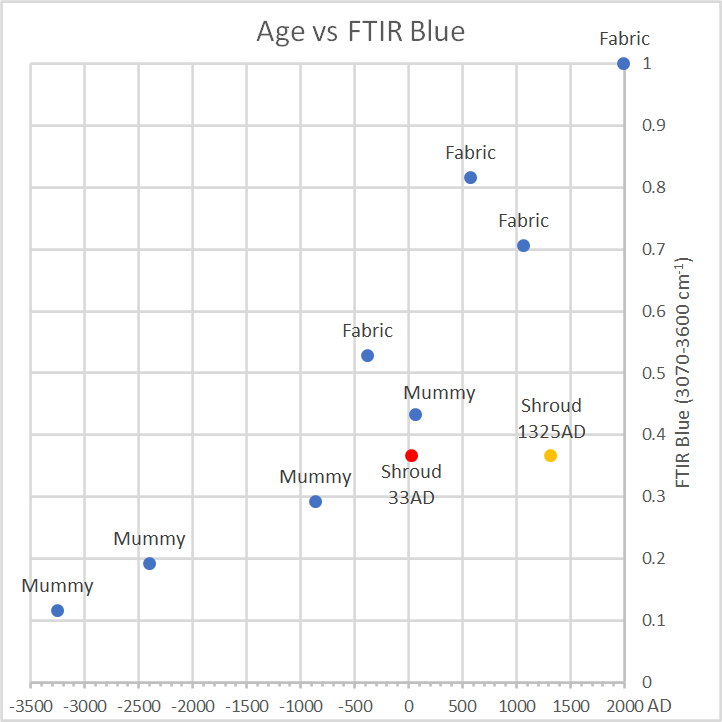 Age vs FTIR Blue
Fabric
1
0.9
Fabric
0.8
Fabric
0.7
0.6
Fabric
0.5
Mummy
Shroud
1325AD
0.4
Shroud
33AD
Mummy
0.3
Mummy
0.2
Mummy
0.1
0
FTIR Blue (3070-3600 cm⁻¹)
-3500 -3000 -2500 -2000 -1500 -1000 -500 0 500 1000 1500 2000 AD